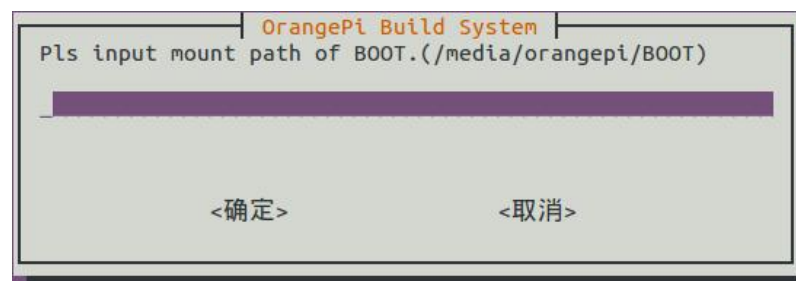 OrangePi Build System
Pls input mount path of BOOT.(/media/orangepi/BOOT)
_
<确定> <取消>